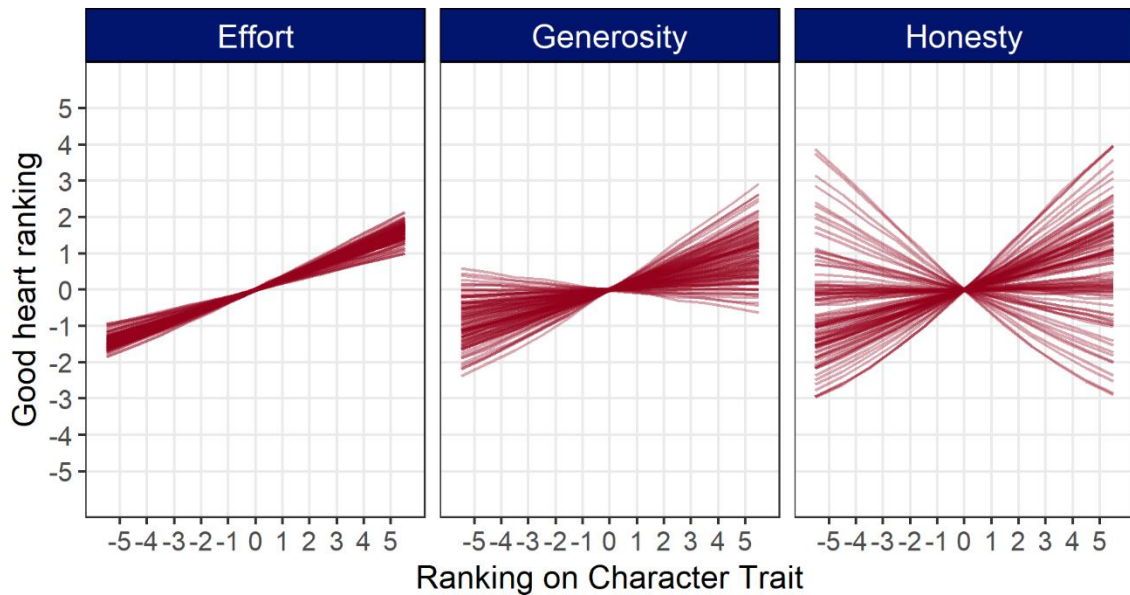 Effort
Generosity
Honesty
Good heart ranking
5
4
3
2
1
0
-1
-2
-3
-4
-5
-5 -4 -3 -2 -1 0 1 2 3 4 5
-5 -4 -3 -2 -1 0 1 2 3 4 5
-5 -4 -3 -2 -1 0 1 2 3 4 5
Ranking on Character Trait